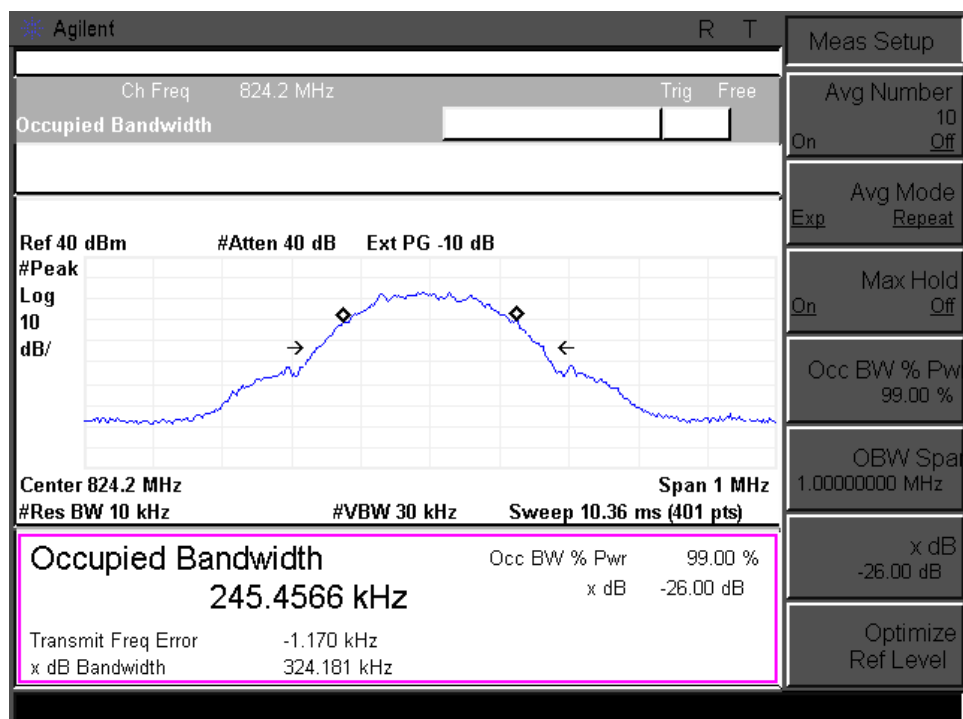 Agilent R T
Ch Freq 824.2 MHz Trig Free
Occupied Bandwidth
Ref 40 dBm #Atten 40 dB Ext PG -10 dB
#Peak
Log
10
dB/
Center 824.2 MHz Span 1 MHz
#Res BW 10 kHz #VBW 30 kHz Sweep 10.36 ms (401 pts)
Occupied Bandwidth
245.4566 kHz
Occ BW % Pwr 99.00 %
x dB -26.00 dB
Transmit Freq Error -1.170 kHz
x dB Bandwidth 324.181 kHz
Meas Setup
Avg Number
10
On Off
Avg Mode
Exp Repeat
Max Hold
On Off
Occ BW % Pw
99.00 %
OBW Spa
1.00000000 MHz
x dB
-26.00 dB
Optimize
Ref Level